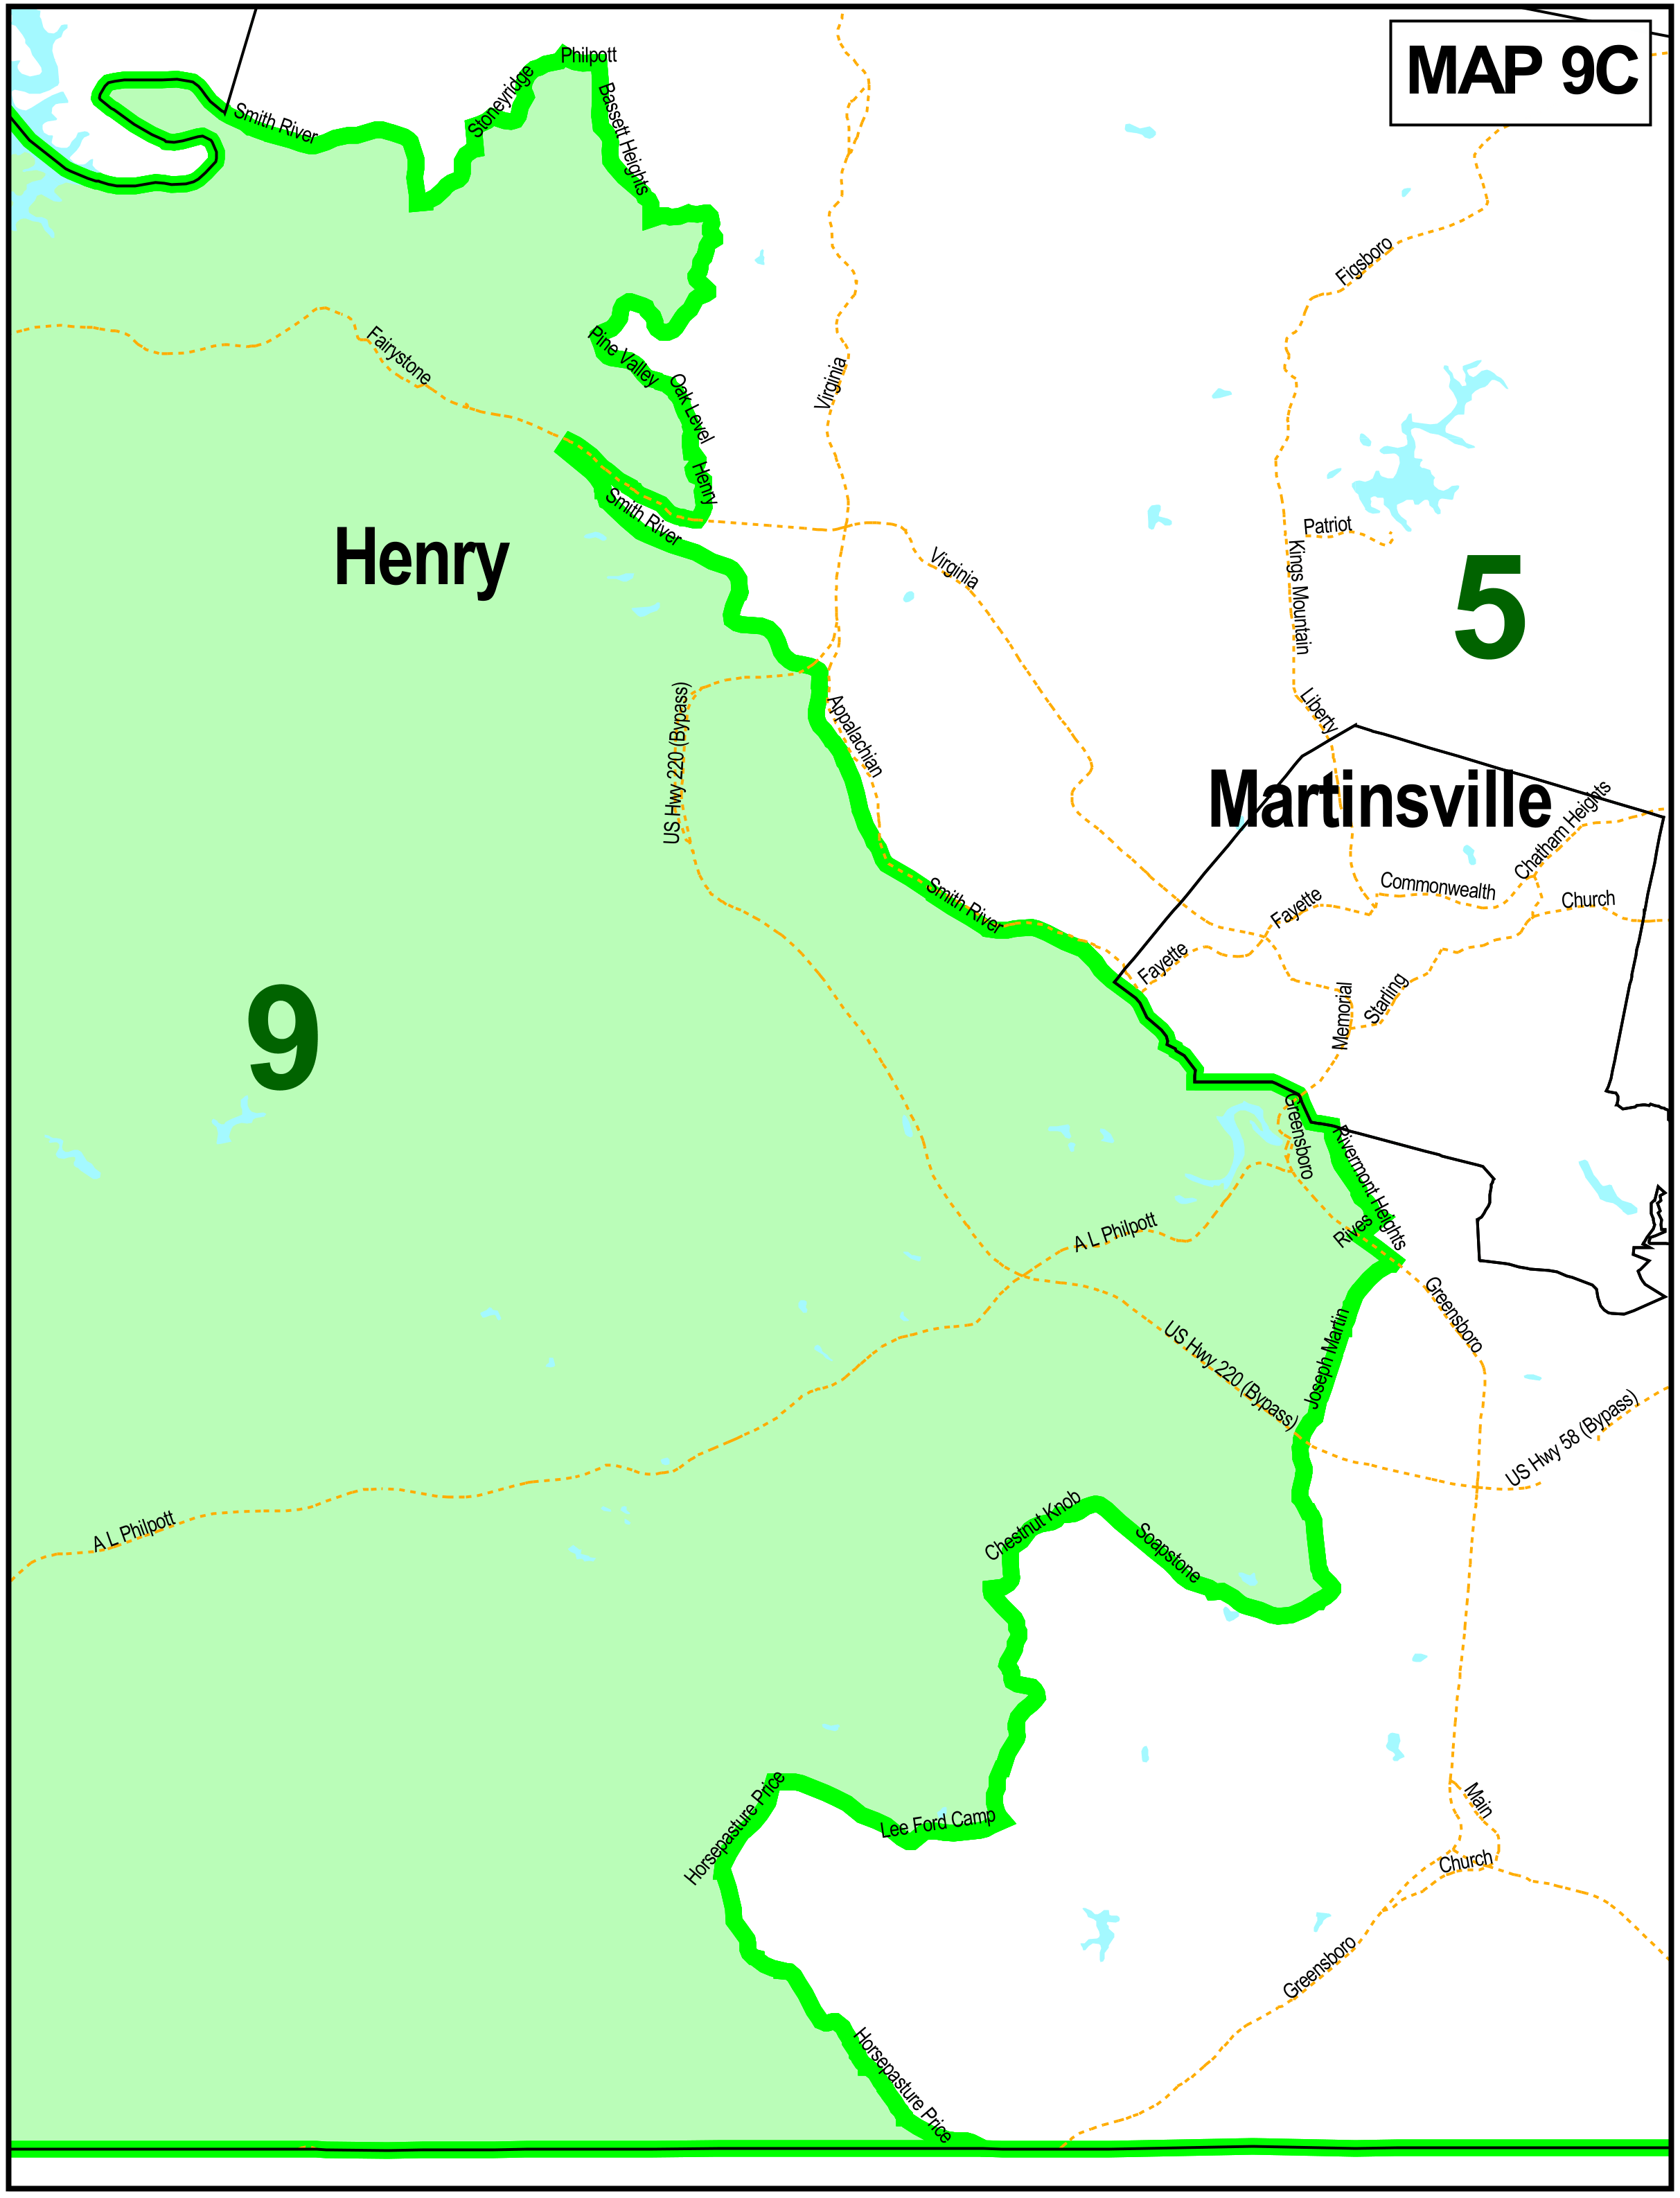 MAP 9C
Philpott
Stoneyridge
Bassett Heights
Smith River
Figsboro
Fairystone
Pine Valley
Oak Level
Virginia
Henry
Smith River
Patriot
Henry
Virginia
Kings Mountain
5
US Hwy 220 (Bypass)
Appalachian
Liberty
Martinsville
Chatham Heights
Smith River
Fayette
Commonwealth
Church
Fayette
9
Memorial
Starling
Greensboro
Rivermont Heights
Rives
A L Philpott
Greensboro
US Hwy 220 (Bypass)
Joseph Martin
US Hwy 58 (Bypass)
A L Philpott
Chestnut Knob
Soapstone
Horsepasture Price
Lee Ford Camp
Main
Church
Greensboro
Horsepasture Price